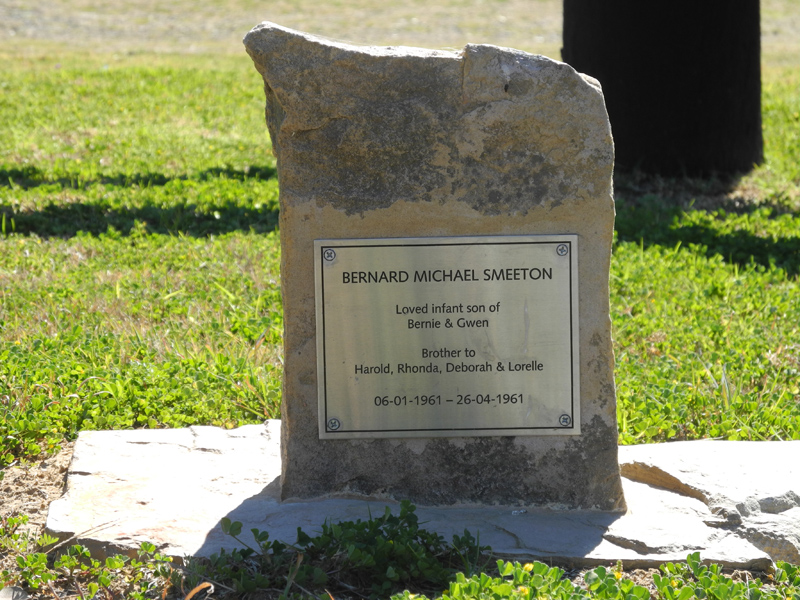 BERNARD MICHAEL SMEETON
Loved infant son of
Bernie & Gwen
Brother to
Harold, Rhonda, Deborah & Lorelle
06-01-1961 – 26-04-1961